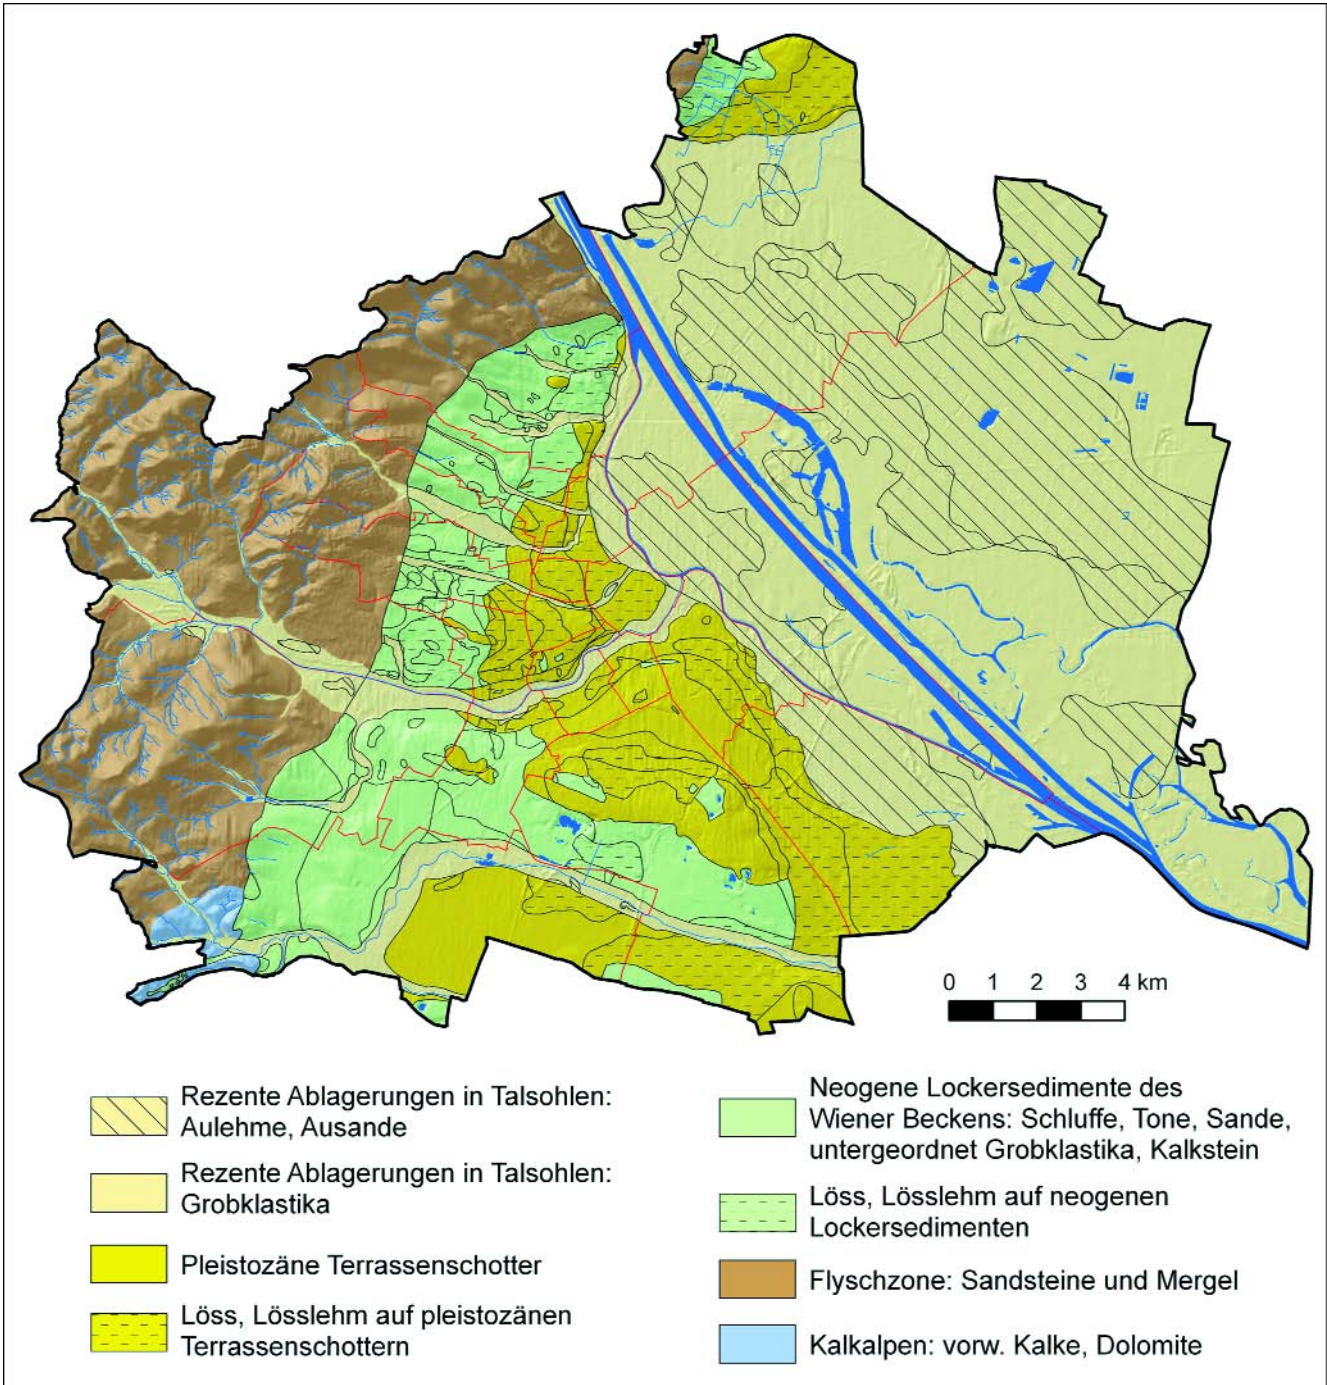 0 1 2 3 4 km
Rezente Ablagerungen in Talsohlen:
Aulehme, Ausande
Rezente Ablagerungen in Talsohlen:
Grobklastika
Pleistozäne Terrassenschotter
Löss, Lösslehm auf pleistozänen
Terrassenschottern
Neogene Lockersedimente des
Wiener Beckens: Schluffe, Tone, Sande,
untergeordnet Grobklastika, Kalkstein
Löss, Lösslehm auf neogenen
Lockersedimenten
Flyschzone: Sandsteine und Mergel
Kalkalpen: vorw. Kalke, Dolomite